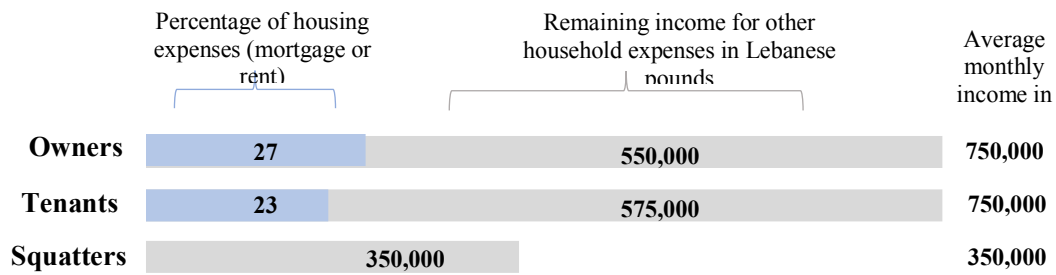 Percentage of housing
expenses (mortgage or
rent)
Remaining income for other
household expenses in Lebanese
pounds
Average
monthly
income in
Owners 27 550,000 750,000
Tenants 23 575,000 750,000
Squatters 350,000 350,000